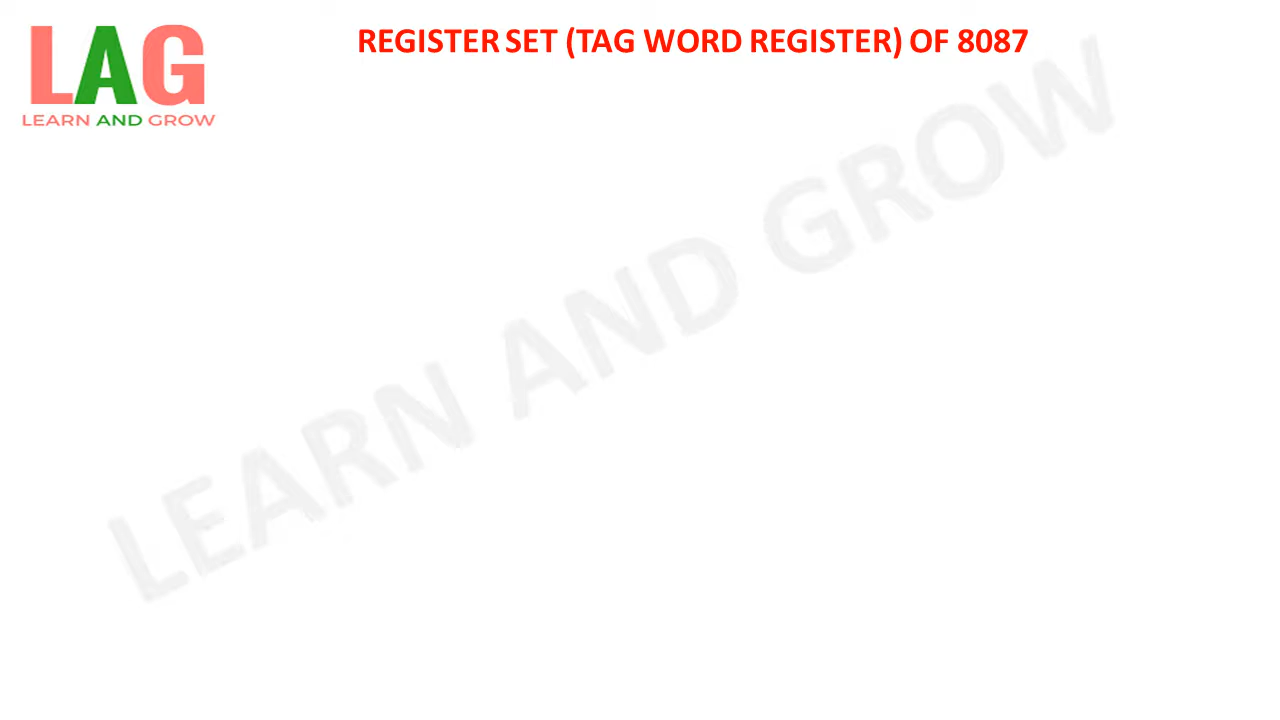 LAG
LEARN AND GROW
REGISTER SET (TAG WORD REGISTER) OF 8087
LEARN AND GROW